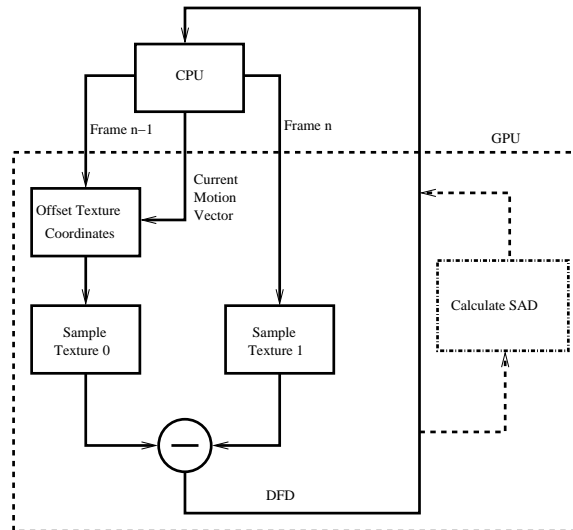 CPU
Frame n−1
Frame n
GPU
Current
Motion
Vector
Offset Texture
Coordinates
Calculate SAD
Sample
Texture 0
Sample
Texture 1
DFD